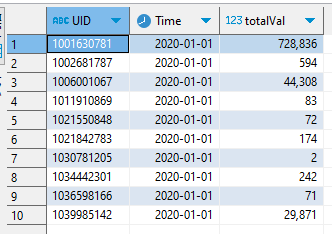 ABC UID Time 123 totalVal
1 1001630781 2020-01-01 728,836
2 1002681787 2020-01-01 594
3 1006001067 2020-01-01 44,308
4 1011910869 2020-01-01 83
5 1021550848 2020-01-01 72
6 1021842783 2020-01-01 174
7 1030781205 2020-01-01 2
8 1034442301 2020-01-01 242
9 1036598166 2020-01-01 71
10 1039985142 2020-01-01 29,871